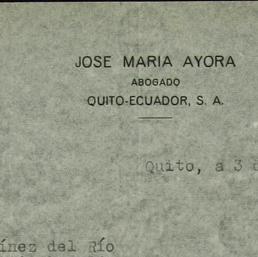 JOSE MARIA AYORA
ABOGADO
QUITO-ECUADOR, S. A.
Quito, a 3
ínez del Río